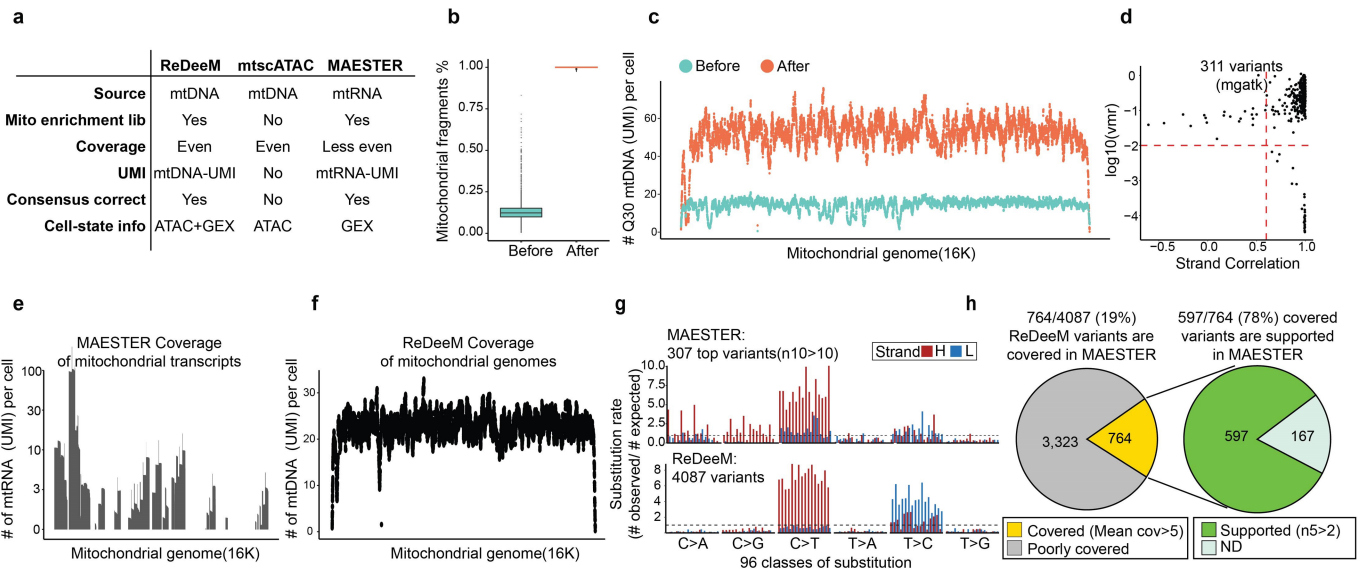 a
ReDeeM mtscATAC MAESTER
Source mtDNA mtDNA mtRNA
Mito enrichment lib Yes No Yes
Coverage Even Even Less even
UMI mtDNA-UMI No mtRNA-UMI
Consensus correct Yes No Yes
Cell-state info ATAC+GEX ATAC GEX
b
Mitochondrial fragments %
1.00
0.75
0.50
0.25
0.00
Before After
c
Before After
# Q30 mtDNA (UMI) per cell
60
40
20
0
Mitochondrial genome(16K)
d
311 variants
(mgatk)
log10(vmr)
0
−1
−2
−3
−4
−0.5 0.0 0.5 1.0
Strand Correlation
e
MAESTER Coverage
of mitochondrial transcripts
# of mtRNA (UMI) per cell
100
30
10
3
0
Mitochondrial genome(16K)
f
ReDeeM Coverage
of mitochondrial genomes
# of mtDNA (UMI) per cell
30
20
10
0
Mitochondrial genome(16K)
g
MAESTER:
307 top variants(n10>10)
Strand H L
Substitution rate
(# observed/ # expected)
10.0
7.5
5.0
2.5
0.0
ReDeeM:
4087 variants
8
6
4
2
C>A C>G C>T T>A T>C T>G
96 classes of substitution
h
764/4087 (19%)
ReDeeM variants are
covered in MAESTER
597/764 (78%) covered
variants are supported
in MAESTER
3,323
764
597
167
Covered (Mean cov>5)
Poorly covered
Supported (n5>2)
ND